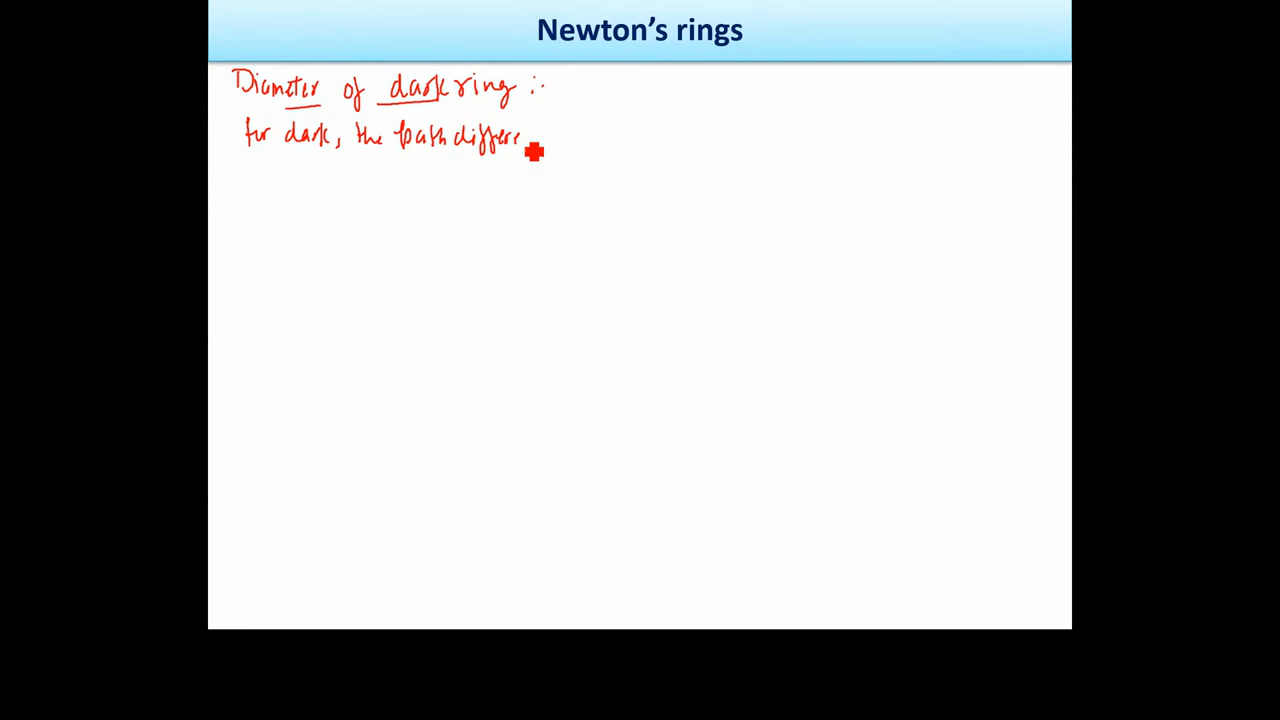 Newton's rings
Diameter of dark ring :-
for dark, the path differe